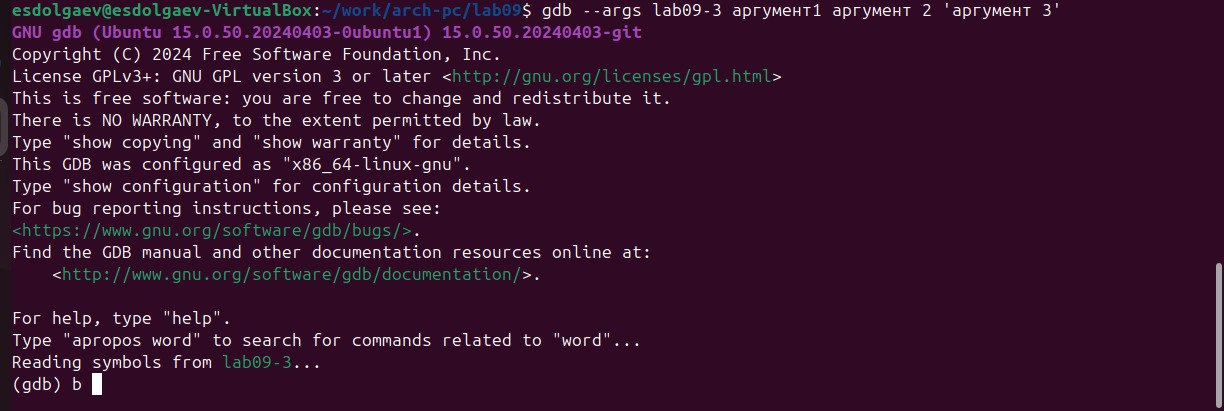 esdolgaev@esdolgaev-VirtualBox:~/work/arch-pc/lab09$ gdb --args lab09-3 аргумент1 аргумент 2 'аргумент 3'
GNU gdb (Ubuntu 15.0.50.20240403-0ubuntu1) 15.0.50.20240403-git
Copyright (C) 2024 Free Software Foundation, Inc.
License GPLv3+: GNU GPL version 3 or later <http://gnu.org/licenses/gpl.html>
This is free software: you are free to change and redistribute it.
There is NO WARRANTY, to the extent permitted by law.
Type "show copying" and "show warranty" for details.
This GDB was configured as "x86_64-linux-gnu".
Type "show configuration" for configuration details.
For bug reporting instructions, please see:
<https://www.gnu.org/software/gdb/bugs/>.
Find the GDB manual and other documentation resources online at:
    <http://www.gnu.org/software/gdb/documentation/>.

For help, type "help".
Type "apropos word" to search for commands related to "word"...
Reading symbols from lab09-3...
(gdb) b